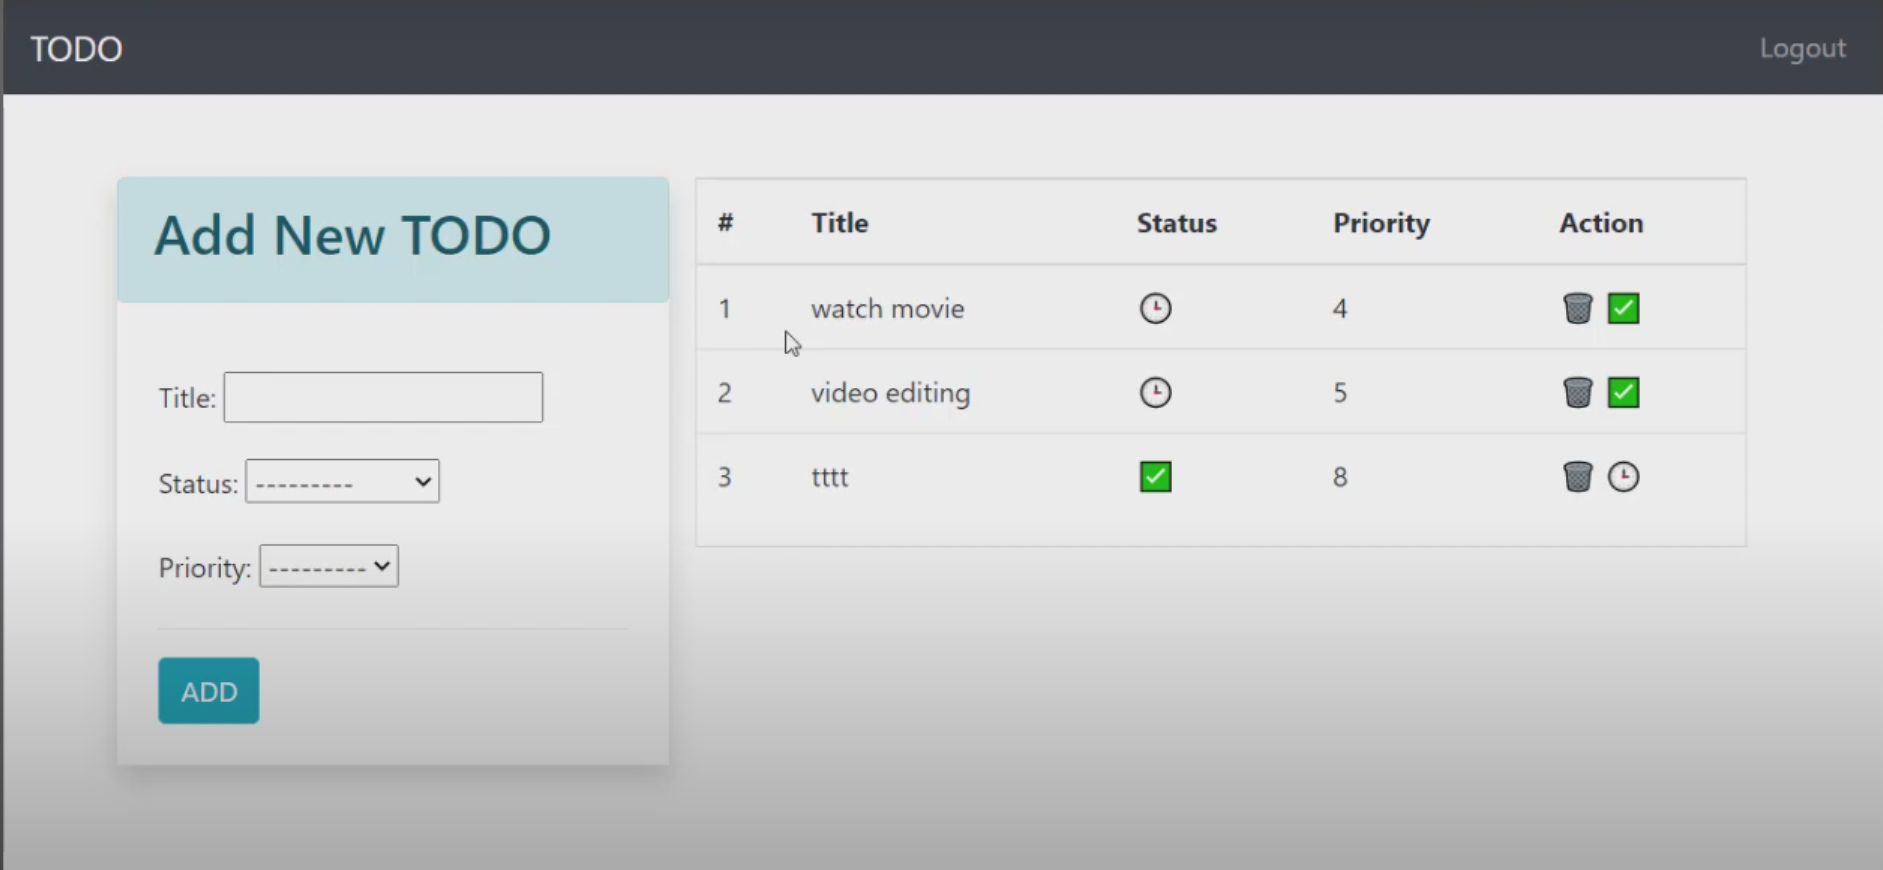 TODO
Logout
Add New TODO
Title:
Status: ---------
Priority: ---------
ADD
# Title Status Priority Action
1 watch movie 4
2 video editing 5
3 tttt 8